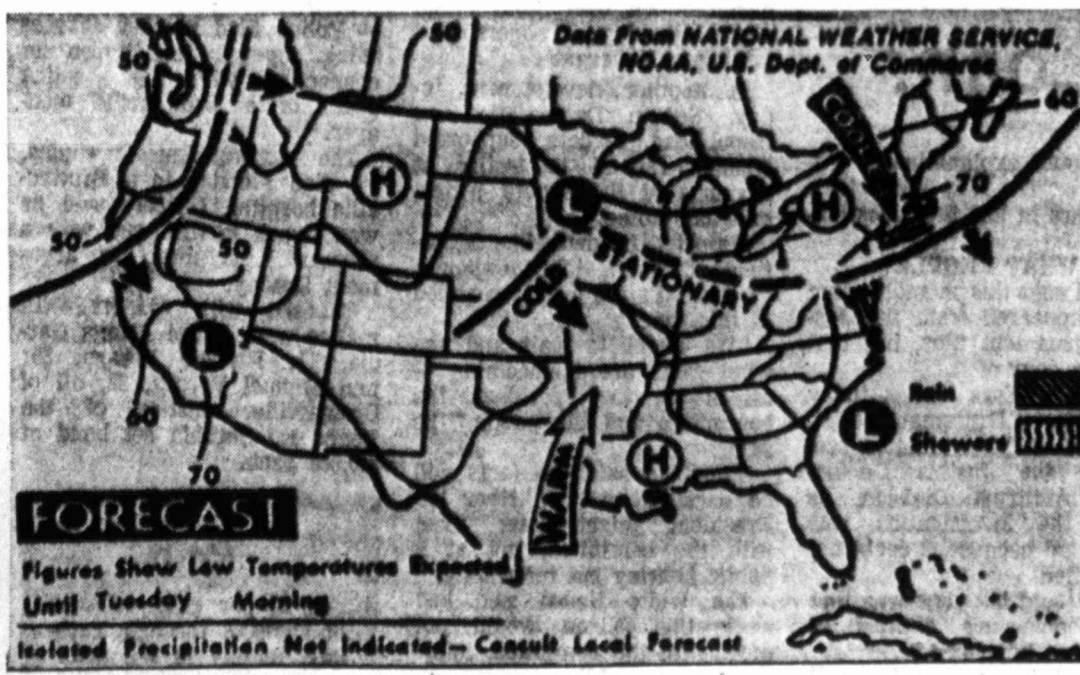 50
50
Data From NATIONAL WEATHER SERVICE,
NOAA, U.S. Dept. of Commerce
60
COOLER
H
L
H
70
70
50
50
STATIONARY
COLD
L
60
70
Rain
L
Showers
H
WARM
FORECAST
Figures Show Low Temperatures Expected
Until Tuesday Morning
Isolated Precipitation Not Indicated— Consult Local Forecast